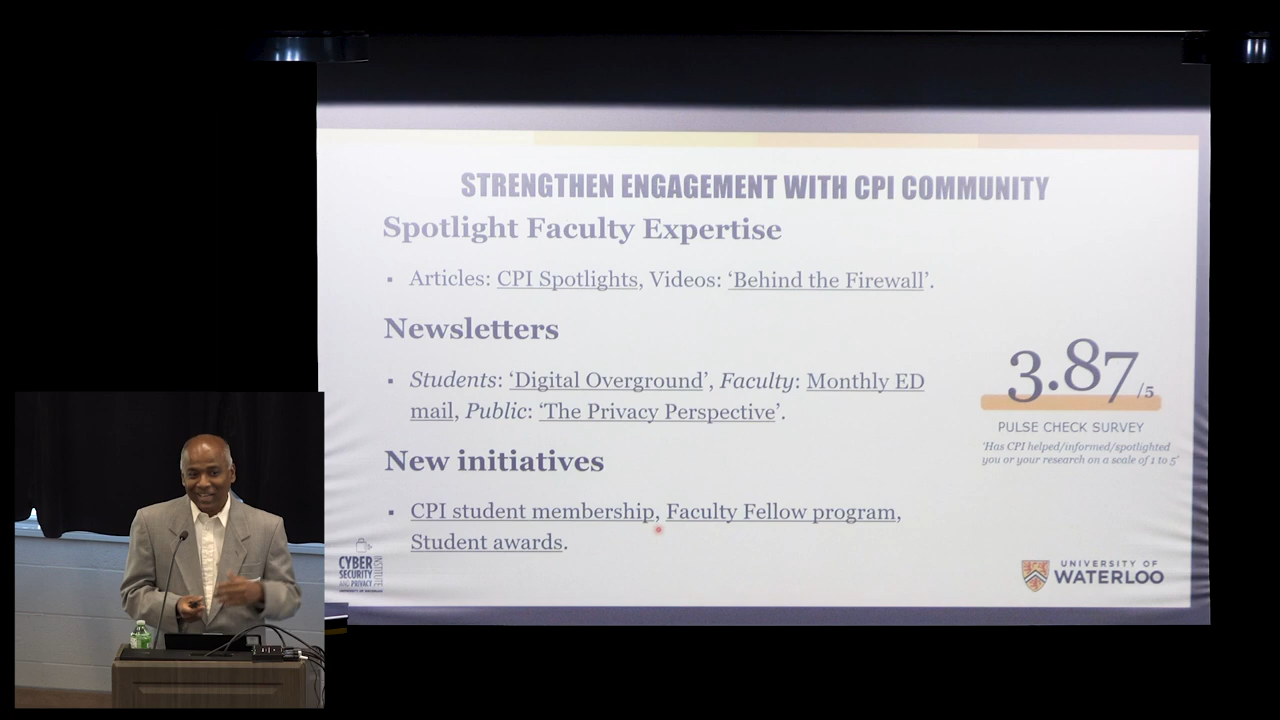 STRENGTHEN ENGAGEMENT WITH CPI COMMUNITY
Spotlight Faculty Expertise
▪ Articles: CPI Spotlights, Videos: ‘Behind the Firewall’.
Newsletters
▪ Students: ‘Digital Overground’, Faculty: Monthly ED
mail, Public: ‘The Privacy Perspective’.
New initiatives
▪ CPI student membership, Faculty Fellow program,
Student awards.
3.87/5
PULSE CHECK SURVEY
‘Has CPI helped/informed/spotlighted
you or your research on a scale of 1 to 5’
CYBER
SECURITY
AND PRIVACY
INSTITUTE
UNIVERSITY OF WATERLOO
UNIVERSITY OF
WATERLOO